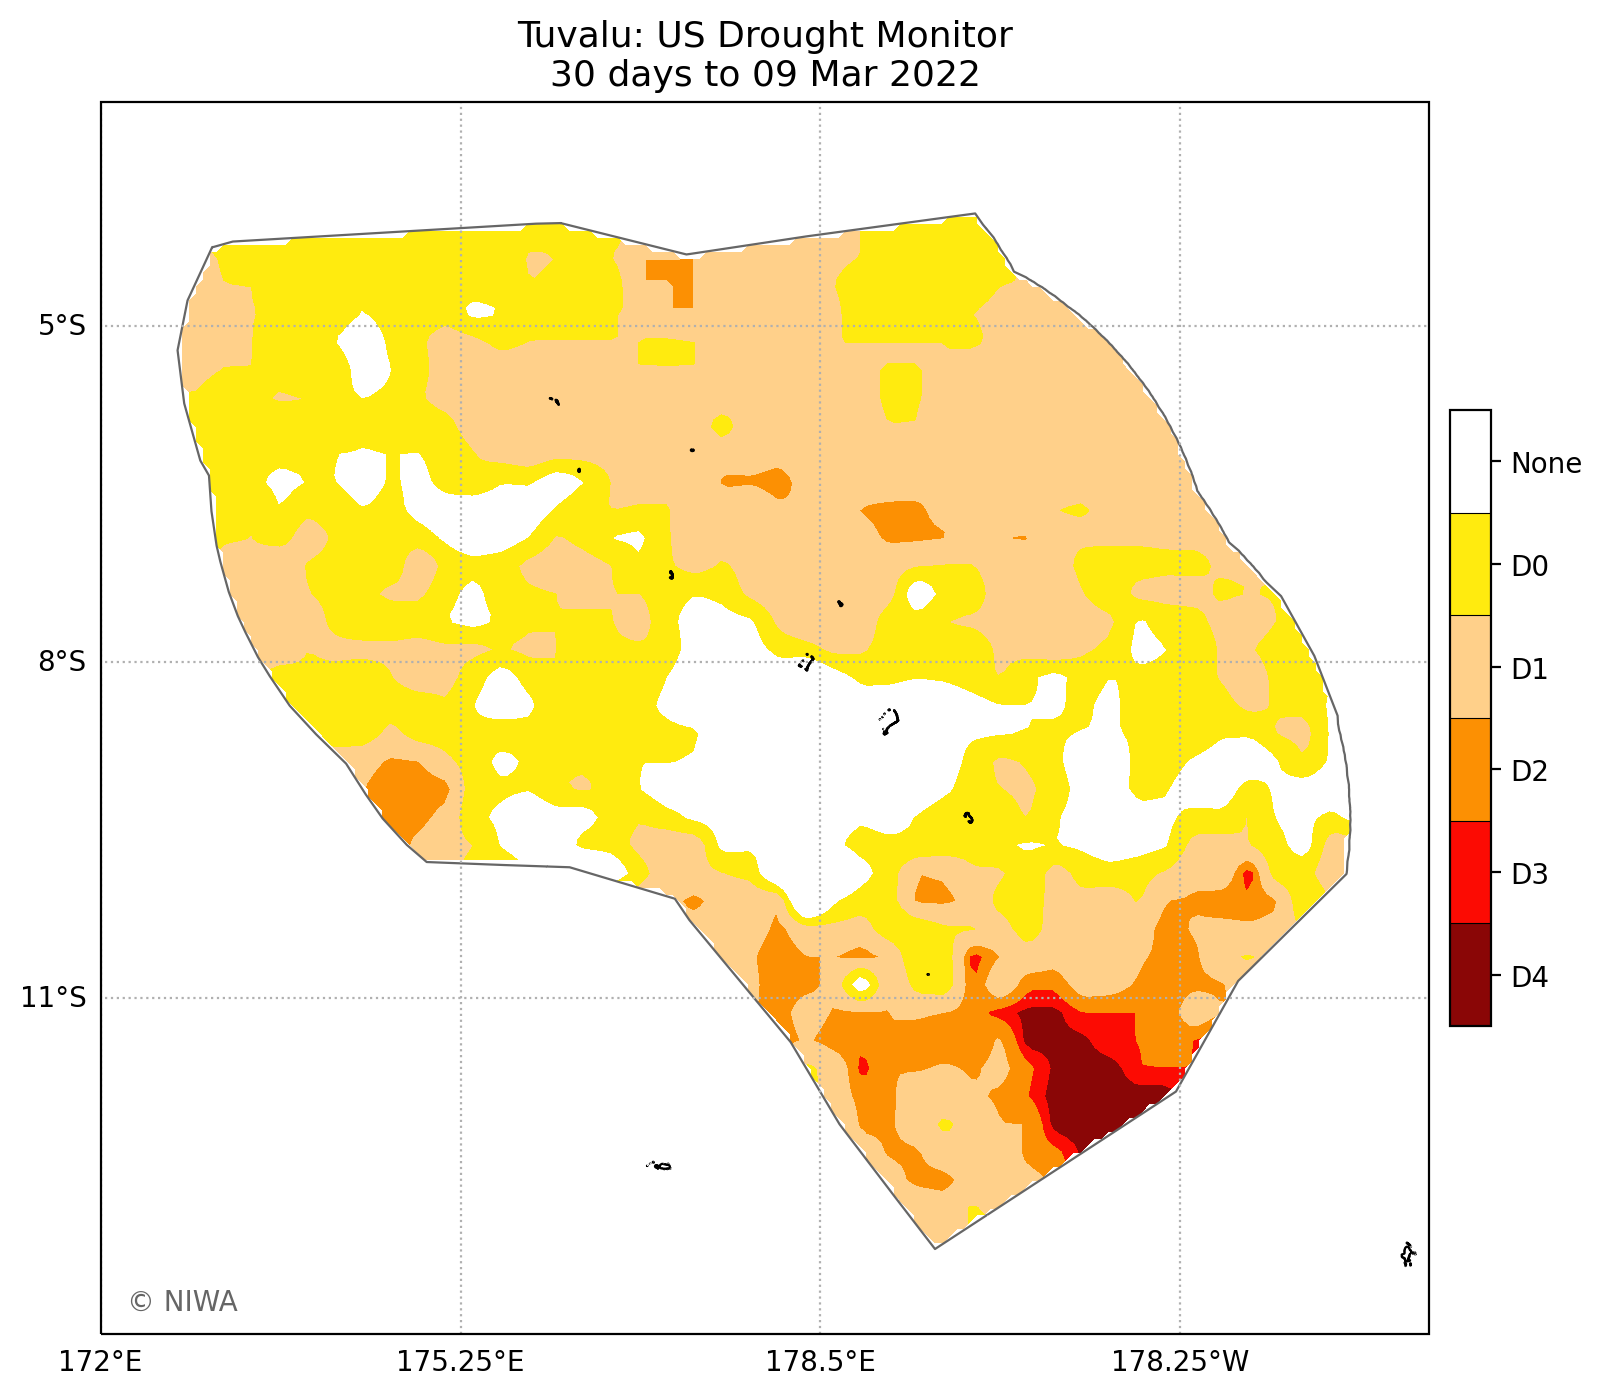 Tuvalu: US Drought Monitor
30 days to 09 Mar 2022
5°S
8°S
11°S
172°E
175.25°E
178.5°E
178.25°W
None
D0
D1
D2
D3
D4
© NIWA